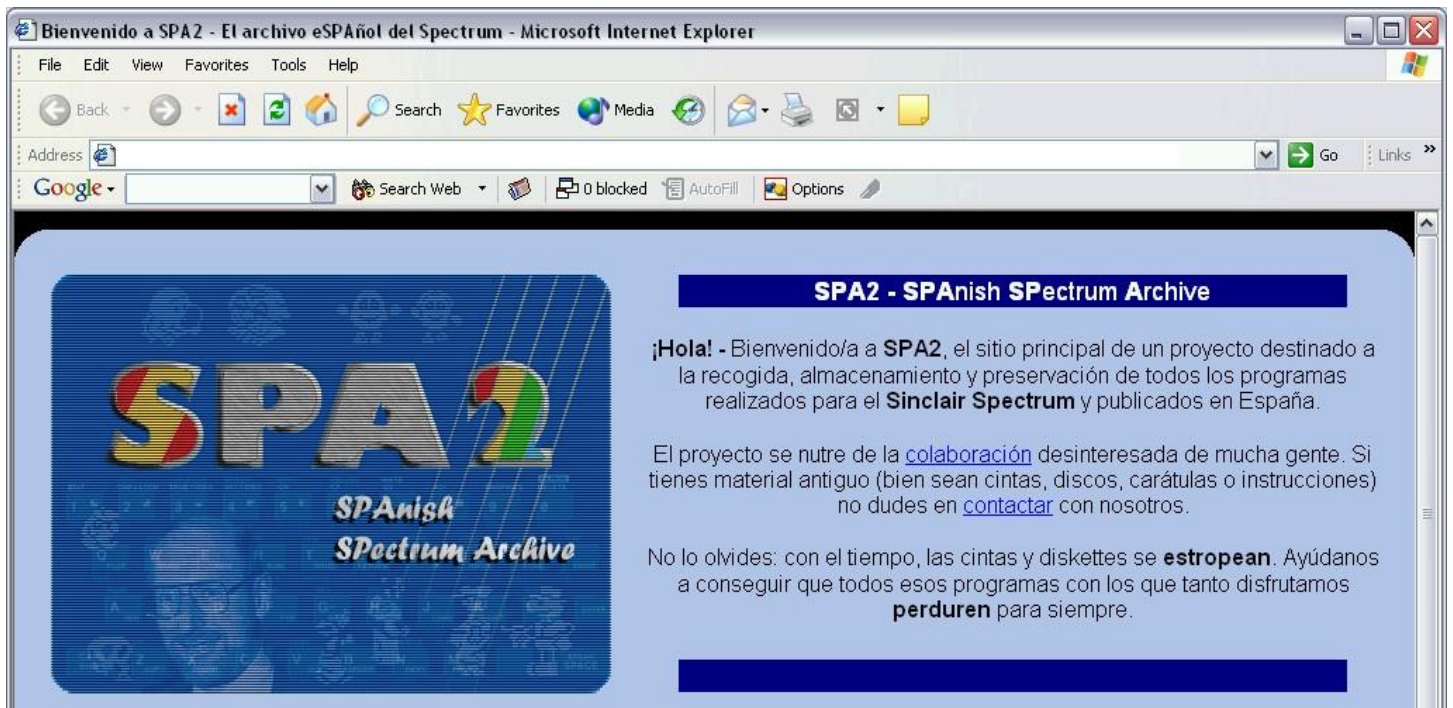 Bienvenido a SPA2 - El archivo eSPAñol del Spectrum - Microsoft Internet Explorer
File Edit View Favorites Tools Help
Back Search Favorites Media
Address Go Links »
Google Search Web 0 blocked AutoFill Options
SPA2
SPAnish
SPectrum Archive
SPA2 - SPAnish SPectrum Archive
¡Hola! - Bienvenido/a a SPA2, el sitio principal de un proyecto destinado a
la recogida, almacenamiento y preservación de todos los programas
realizados para el Sinclair Spectrum y publicados en España.
El proyecto se nutre de la colaboración desinteresada de mucha gente. Si
tienes material antiguo (bien sean cintas, discos, carátulas o instrucciones)
no dudes en contactar con nosotros.
No lo olvides: con el tiempo, las cintas y diskettes se estropean. Ayúdanos
a conseguir que todos esos programas con los que tanto disfrutamos
perduren para siempre.